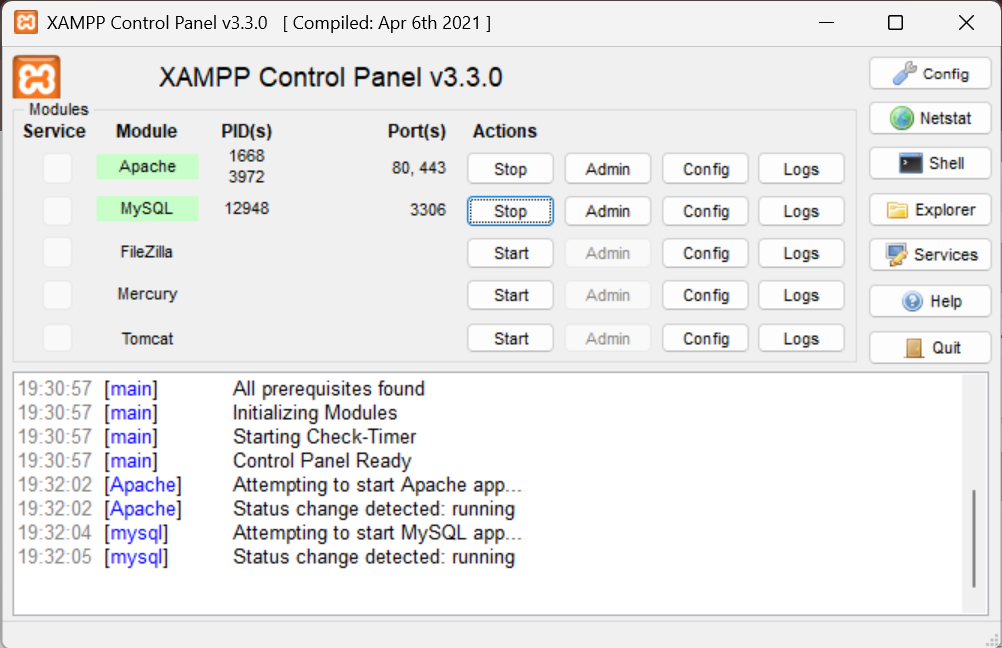 XAMPP Control Panel v3.3.0 [ Compiled: Apr 6th 2021 ]
XAMPP Control Panel v3.3.0
Modules
Service Module PID(s) Port(s) Actions
Apache 1668 3972 80, 443 Stop Admin Config Logs
MySQL 12948 3306 Stop Admin Config Logs
FileZilla Start Admin Config Logs
Mercury Start Admin Config Logs
Tomcat Start Admin Config Logs
Config
Netstat
Shell
Explorer
Services
Help
Quit
19:30:57 [main] All prerequisites found
19:30:57 [main] Initializing Modules
19:30:57 [main] Starting Check-Timer
19:30:57 [main] Control Panel Ready
19:32:02 [Apache] Attempting to start Apache app...
19:32:02 [Apache] Status change detected: running
19:32:04 [mysql] Attempting to start MySQL app...
19:32:05 [mysql] Status change detected: running